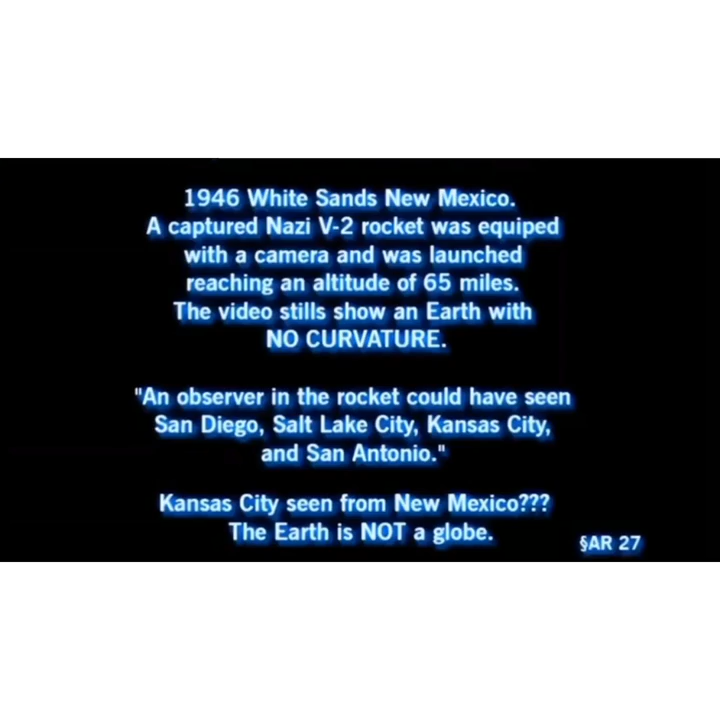 1946 White Sands New Mexico.
A captured Nazi V-2 rocket was equiped
with a camera and was launched
reaching an altitude of 65 miles.
The video stills show an Earth with
NO CURVATURE.
"An observer in the rocket could have seen
San Diego, Salt Lake City, Kansas City,
and San Antonio."
Kansas City seen from New Mexico???
The Earth is NOT a globe.
§AR 27